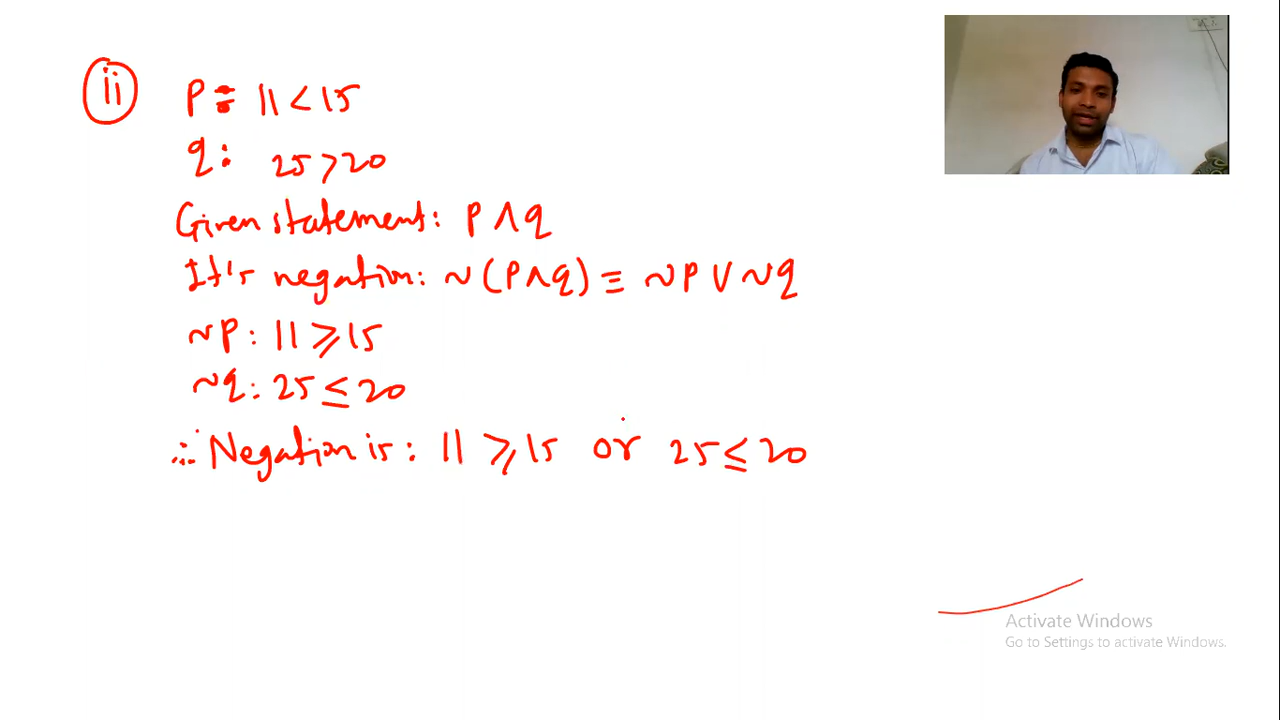 ii
P : 11 < 15
q : 25 > 20
Given statement : P ∧ q
It's negation : ~ (P ∧ q) ≡ ~ P ∨ ~ q
~ P : 11 ⩾ 15
~ q : 25 ≤ 20
∴ Negation is : 11 ⩾ 15 or 25 ≤ 20
Activate Windows
Go to Settings to activate Windows.